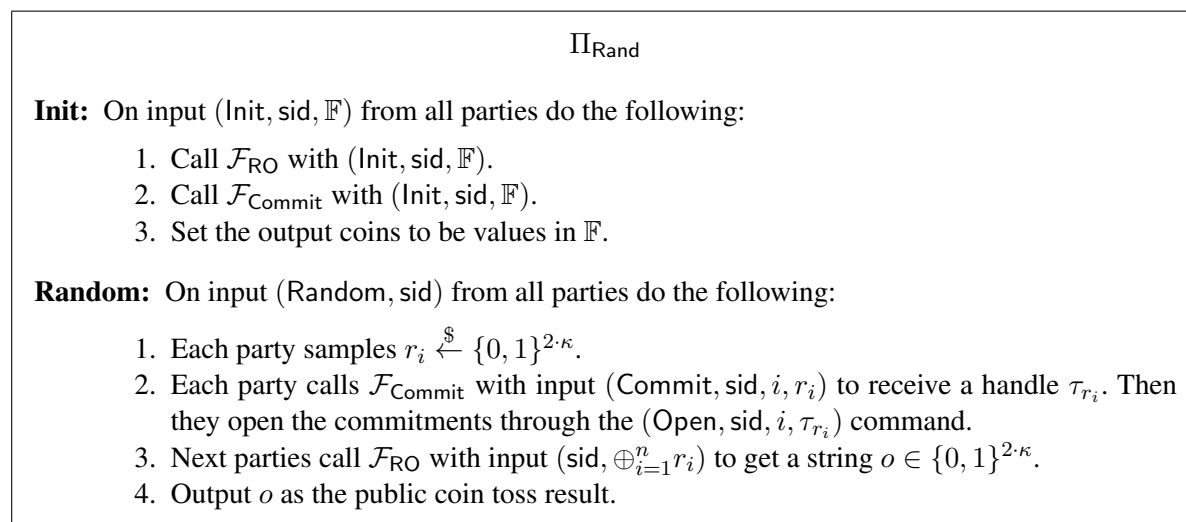 Π_Rand
Init: On input (Init, sid, 𝔽) from all parties do the following:
1. Call ℱ_RO with (Init, sid, 𝔽).
2. Call ℱ_Commit with (Init, sid, 𝔽).
3. Set the output coins to be values in 𝔽.
Random: On input (Random, sid) from all parties do the following:
1. Each party samples r_i ←$ {0, 1}^{2·κ}.
2. Each party calls ℱ_Commit with input (Commit, sid, i, r_i) to receive a handle τ_{r_i}. Then
they open the commitments through the (Open, sid, i, τ_{r_i}) command.
3. Next parties call ℱ_RO with input (sid, ⊕_{i=1}^n r_i) to get a string o ∈ {0, 1}^{2·κ}.
4. Output o as the public coin toss result.